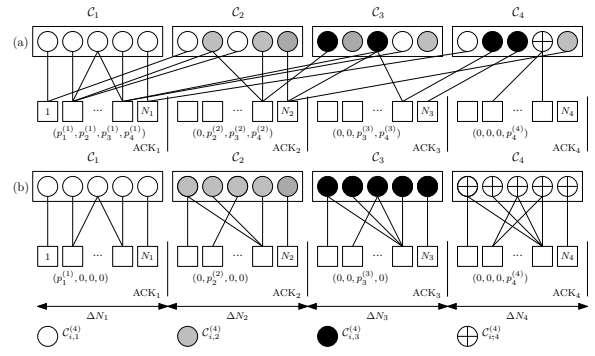 C₁ C₂ C₃ C₄
(a)
1 ... N₁ ... N₂ ... N₃ ... N₄
(p₁⁽¹⁾, p₂⁽¹⁾, p₃⁽¹⁾, p₄⁽¹⁾) (0, p₂⁽²⁾, p₃⁽²⁾, p₄⁽²⁾) (0, 0, p₃⁽³⁾, p₄⁽³⁾) (0, 0, 0, p₄⁽⁴⁾)
ACK₁ ACK₂ ACK₃ ACK₄
C₁ C₂ C₃ C₄
(b)
1 ... N₁ ... N₂ ... N₃ ... N₄
(p₁⁽¹⁾, 0, 0, 0) (0, p₂⁽²⁾, 0, 0) (0, 0, p₃⁽³⁾, 0) (0, 0, 0, p₄⁽⁴⁾)
ACK₁ ACK₂ ACK₃ ACK₄
ΔN₁ ΔN₂ ΔN₃ ΔN₄
C⁽⁴⁾ᵢ,₁ C⁽⁴⁾ᵢ,₂ C⁽⁴⁾ᵢ,₃ C⁽⁴⁾ᵢ;₄